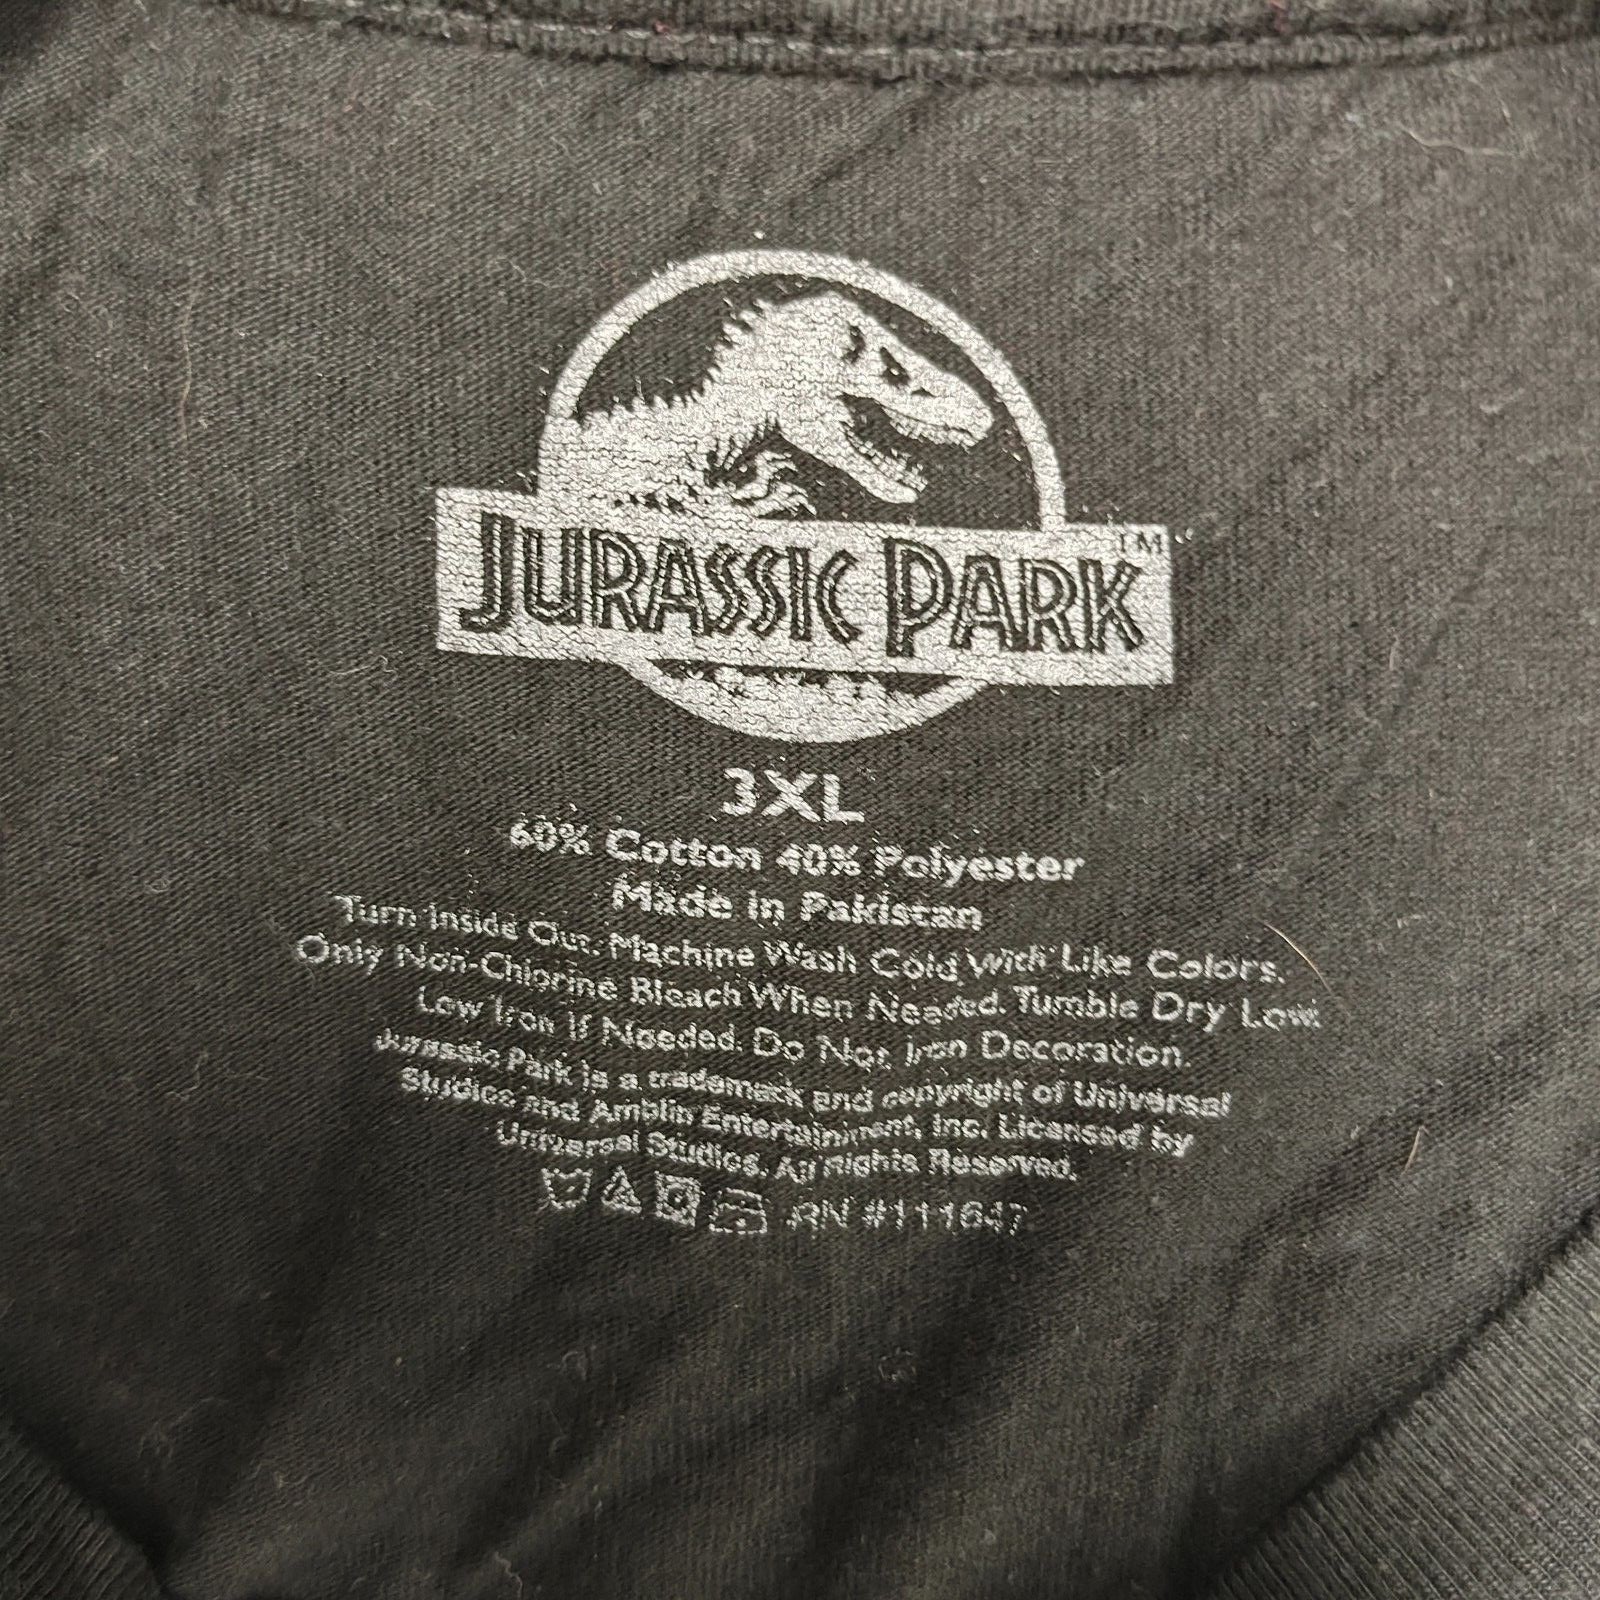 JURASSIC PARK™
3XL
60% Cotton 40% Polyester
Made in Pakistan
Turn Inside Out. Machine Wash Cold With Like Colors.
Only Non-Chlorine Bleach When Needed. Tumble Dry Low.
Low Iron If Needed. Do Not Iron Decoration.
Jurassic Park is a trademark and copyright of Universal
Studios and Amblin Entertainment, Inc. Licensed by
Universal Studios. All Rights Reserved.
RN #111647